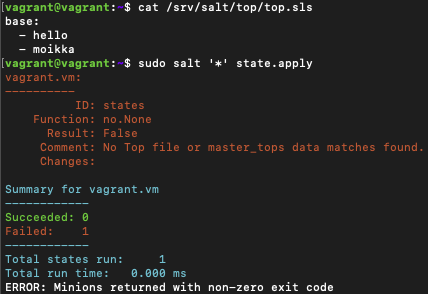 [vagrant@vagrant:~$ cat /srv/salt/top/top.sls
base:
  - hello
  - moikka
[vagrant@vagrant:~$ sudo salt '*' state.apply
vagrant.vm:
----------
          ID: states
    Function: no.None
      Result: False
     Comment: No Top file or master_tops data matches found.
     Changes:

Summary for vagrant.vm
------------
Succeeded: 0
Failed:    1
------------
Total states run:     1
Total run time:   0.000 ms
ERROR: Minions returned with non-zero exit code